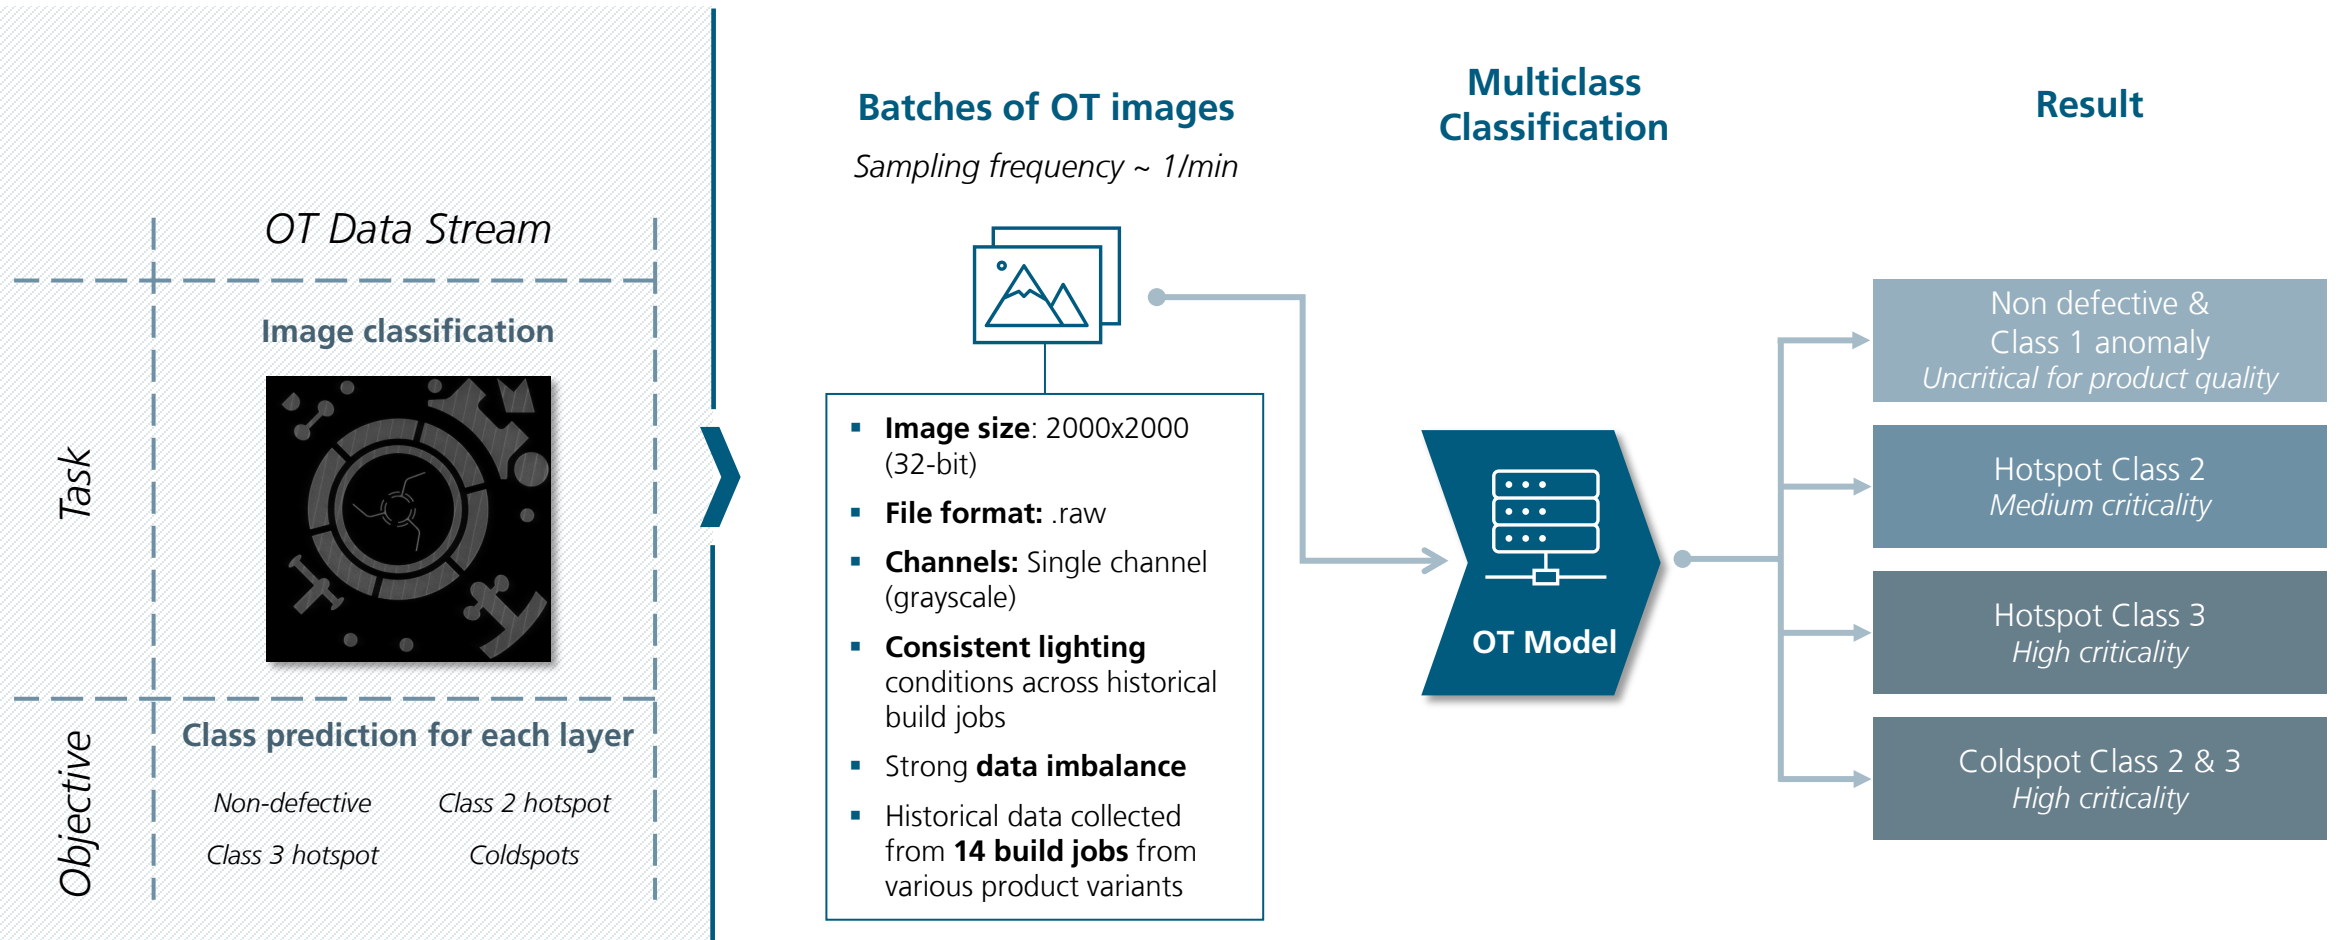 OT Data Stream
Task
Image classification
Objective
Class prediction for each layer
Non-defective
Class 2 hotspot
Class 3 hotspot
Coldspots
Batches of OT images
Sampling frequency ~ 1/min
▪ Image size: 2000x2000
(32-bit)
▪ File format: .raw
▪ Channels: Single channel
(grayscale)
▪ Consistent lighting
conditions across historical
build jobs
▪ Strong data imbalance
▪ Historical data collected
from 14 build jobs from
various product variants
Multiclass
Classification
OT Model
Result
Non defective &
Class 1 anomaly
Uncritical for product quality
Hotspot Class 2
Medium criticality
Hotspot Class 3
High criticality
Coldspot Class 2 & 3
High criticality